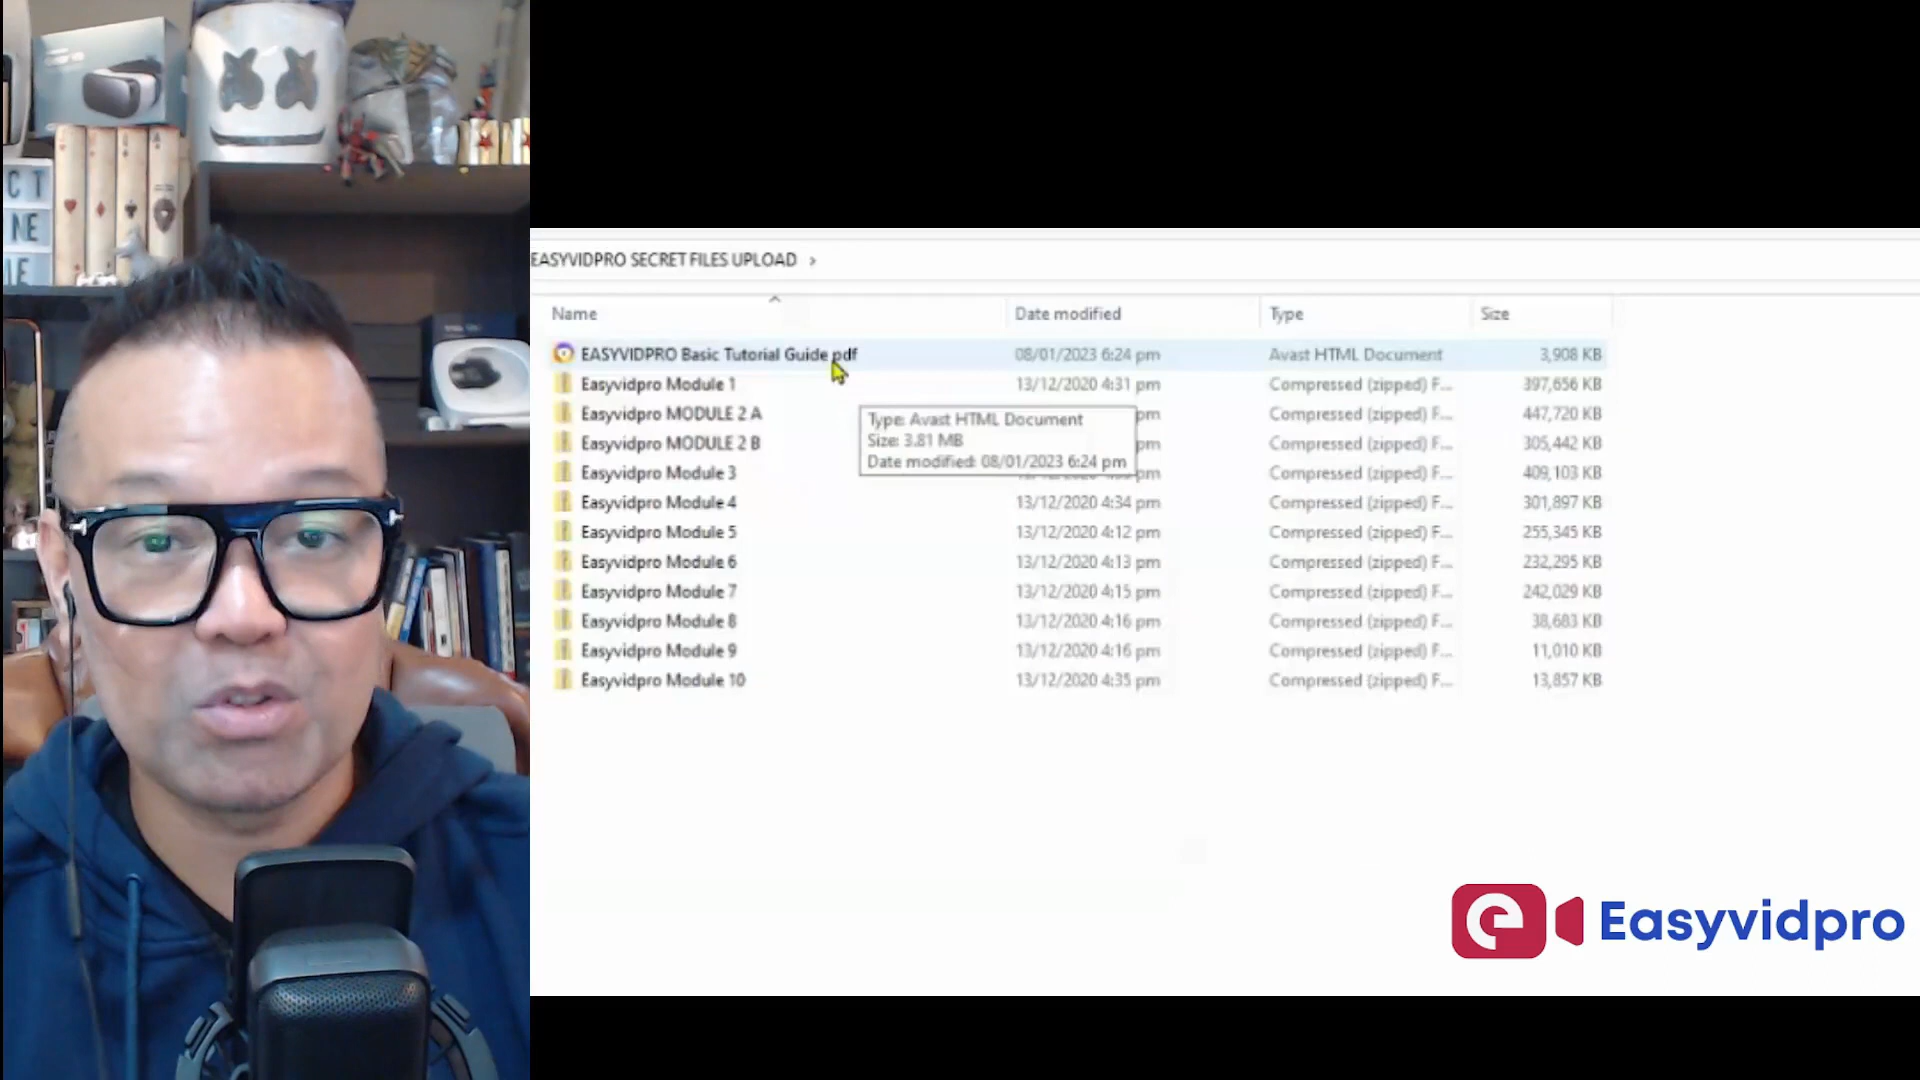 CT
NE
EASYVIDPRO SECRET FILES UPLOAD >
Name Date modified Type Size
EASYVIDPRO Basic Tutorial Guide pdf 08/01/2023 6:24 pm Avast HTML Document 3,908 KB
Easyvidpro Module 1 13/12/2020 4:31 pm Compressed (zipped) F... 397,656 KB
Easyvidpro MODULE 2 A pm Compressed (zipped) F... 447,720 KB
Easyvidpro MODULE 2 B pm Compressed (zipped) F... 305,442 KB
Easyvidpro Module 3 pm Compressed (zipped) F... 409,103 KB
Type: Avast HTML Document
Size: 3.81 MB
Date modified: 08/01/2023 6:24 pm
Easyvidpro Module 4 13/12/2020 4:34 pm Compressed (zipped) F... 301,897 KB
Easyvidpro Module 5 13/12/2020 4:12 pm Compressed (zipped) F... 255,345 KB
Easyvidpro Module 6 13/12/2020 4:13 pm Compressed (zipped) F... 232,295 KB
Easyvidpro Module 7 13/12/2020 4:15 pm Compressed (zipped) F... 242,029 KB
Easyvidpro Module 8 13/12/2020 4:16 pm Compressed (zipped) F... 38,683 KB
Easyvidpro Module 9 13/12/2020 4:16 pm Compressed (zipped) F... 11,010 KB
Easyvidpro Module 10 13/12/2020 4:35 pm Compressed (zipped) F... 13,857 KB
Easyvidpro